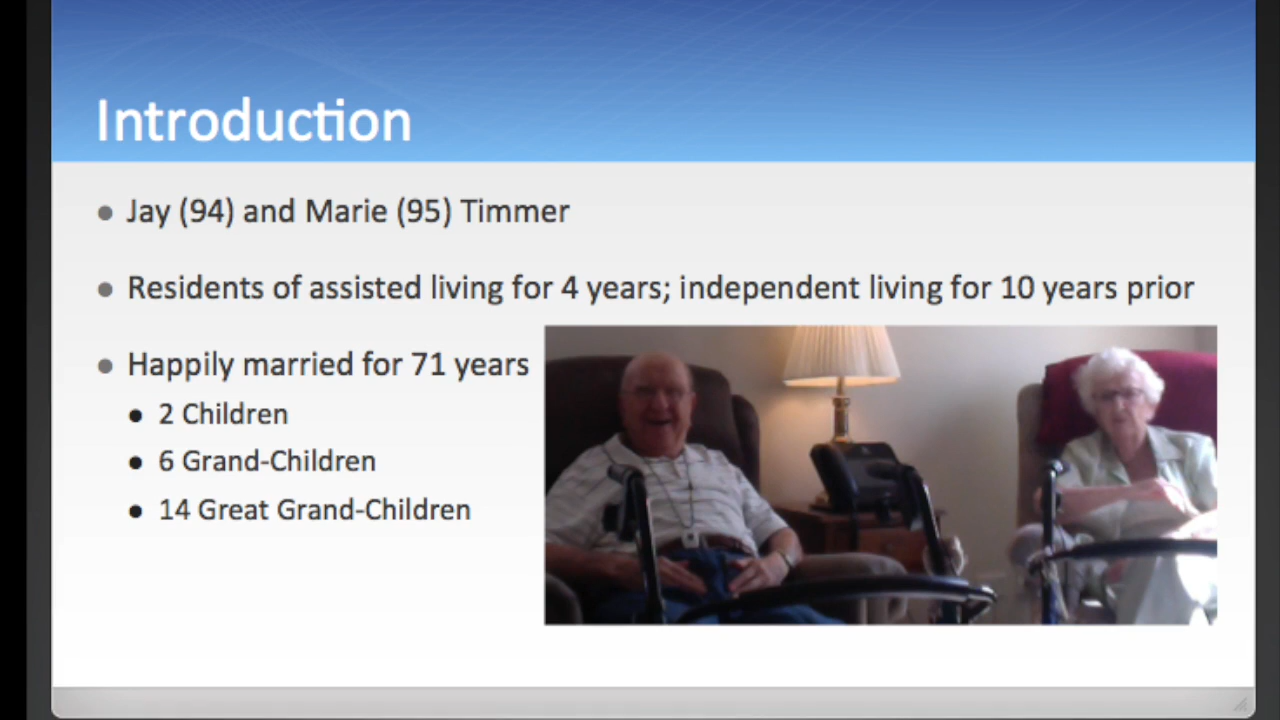 Introduction
Jay (94) and Marie (95) Timmer
Residents of assisted living for 4 years; independent living for 10 years prior
Happily married for 71 years
2 Children
6 Grand-Children
14 Great Grand-Children